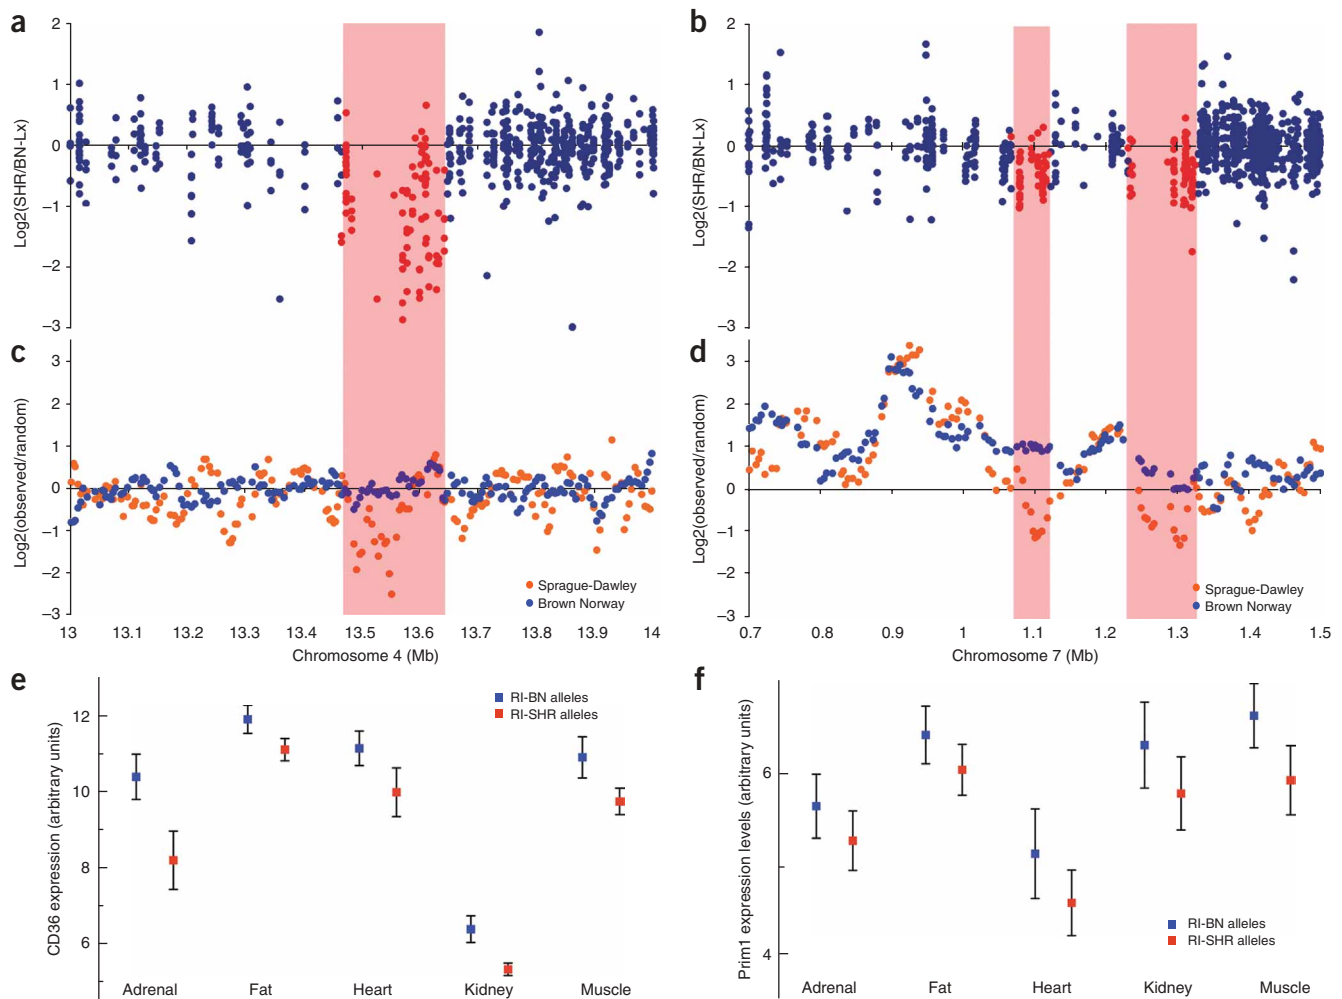 a
2
1
0
–1
–2
–3
Log2(SHR/BN-Lx)
b
2
1
0
–1
–2
–3
Log2(SHR/BN-Lx)
c
3
2
1
0
–1
–2
–3
Log2(observed/random)
Sprague-Dawley
Brown Norway
13 13.1 13.2 13.3 13.4 13.5 13.6 13.7 13.8 13.9 14
Chromosome 4 (Mb)
d
3
2
1
0
–1
–2
–3
Log2(observed/random)
Sprague-Dawley
Brown Norway
0.7 0.8 0.9 1 1.1 1.2 1.3 1.4 1.5
Chromosome 7 (Mb)
e
12
10
8
6
CD36 expression (arbitrary units)
RI-BN alleles
RI-SHR alleles
Adrenal Fat Heart Kidney Muscle
f
6
4
Prim1 expression levels (arbitrary units)
RI-BN alleles
RI-SHR alleles
Adrenal Fat Heart Kidney Muscle